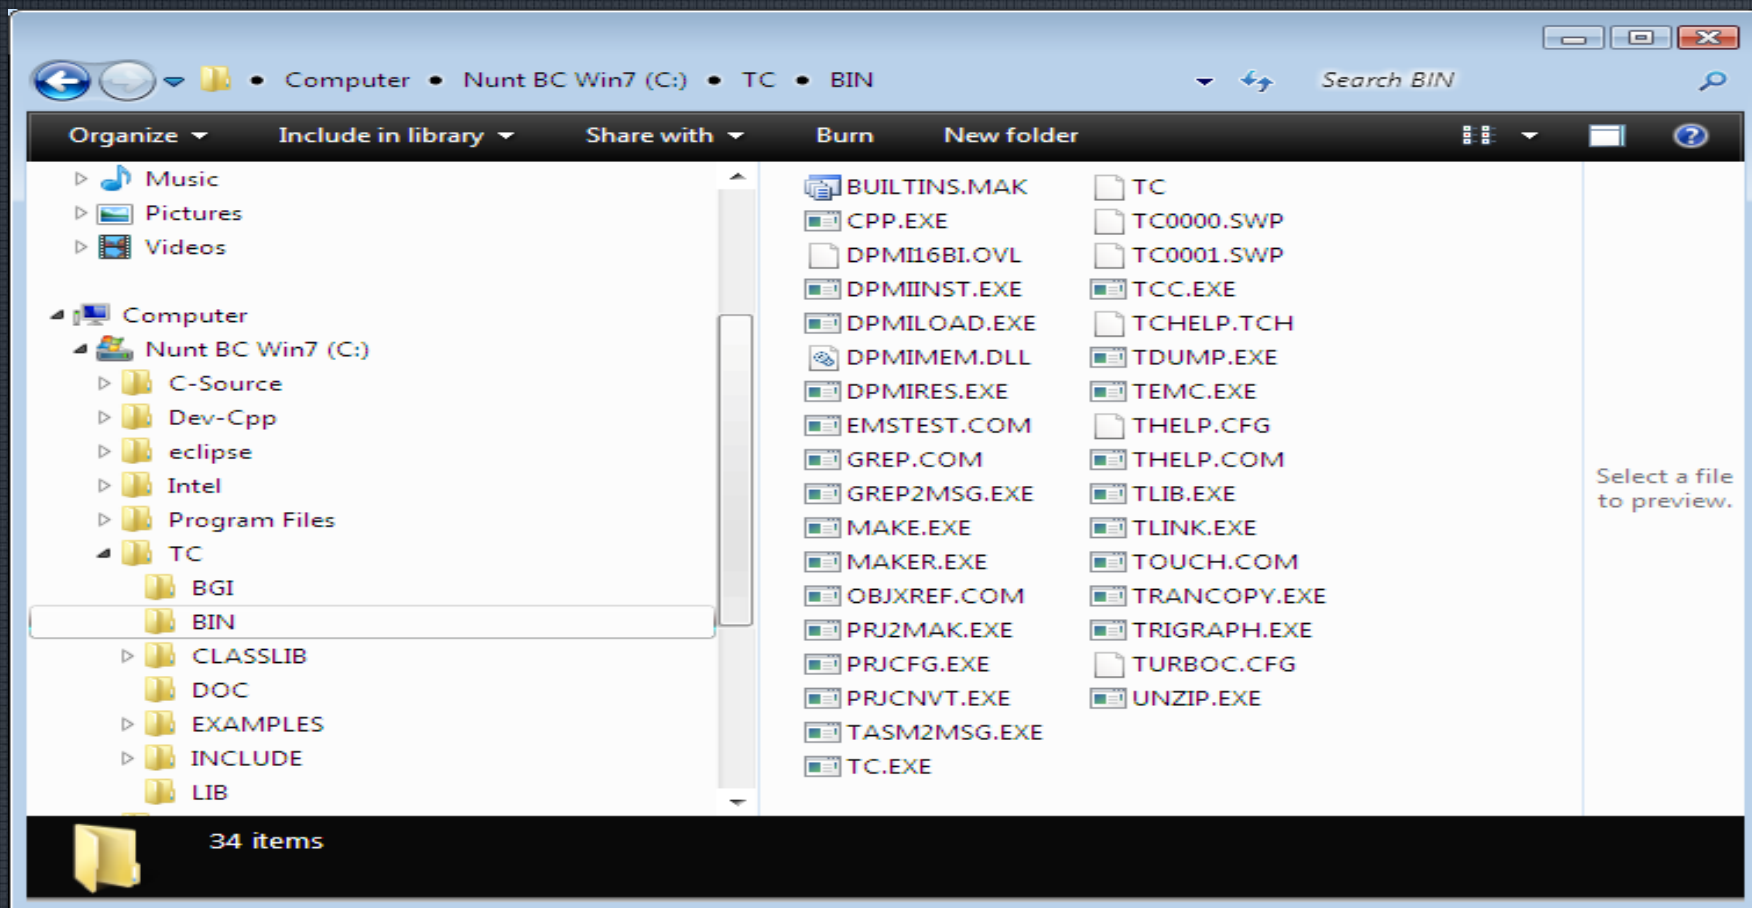 Computer • Nunt BC Win7 (C:) • TC • BIN
Search BIN
Organize
Include in library
Share with
Burn
New folder
Music
Pictures
Videos
Computer
Nunt BC Win7 (C:)
C-Source
Dev-Cpp
eclipse
Intel
Program Files
TC
BGI
BIN
CLASSLIB
DOC
EXAMPLES
INCLUDE
LIB
BUILTINS.MAK
CPP.EXE
DPMI16BI.OVL
DPMIINST.EXE
DPMILOAD.EXE
DPMIMEM.DLL
DPMIRES.EXE
EMSTEST.COM
GREP.COM
GREP2MSG.EXE
MAKE.EXE
MAKER.EXE
OBJXREF.COM
PRJ2MAK.EXE
PRJCFG.EXE
PRJCNVT.EXE
TASM2MSG.EXE
TC.EXE
TC
TC0000.SWP
TC0001.SWP
TCC.EXE
TCHELP.TCH
TDUMP.EXE
TEMC.EXE
THELP.CFG
THELP.COM
TLIB.EXE
TLINK.EXE
TOUCH.COM
TRANCOPY.EXE
TRIGRAPH.EXE
TURBOC.CFG
UNZIP.EXE
Select a file
to preview.
34 items